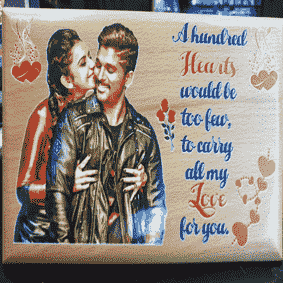 A hundred
Hearts
would be
too few,
to carry
all my
Love
for you.